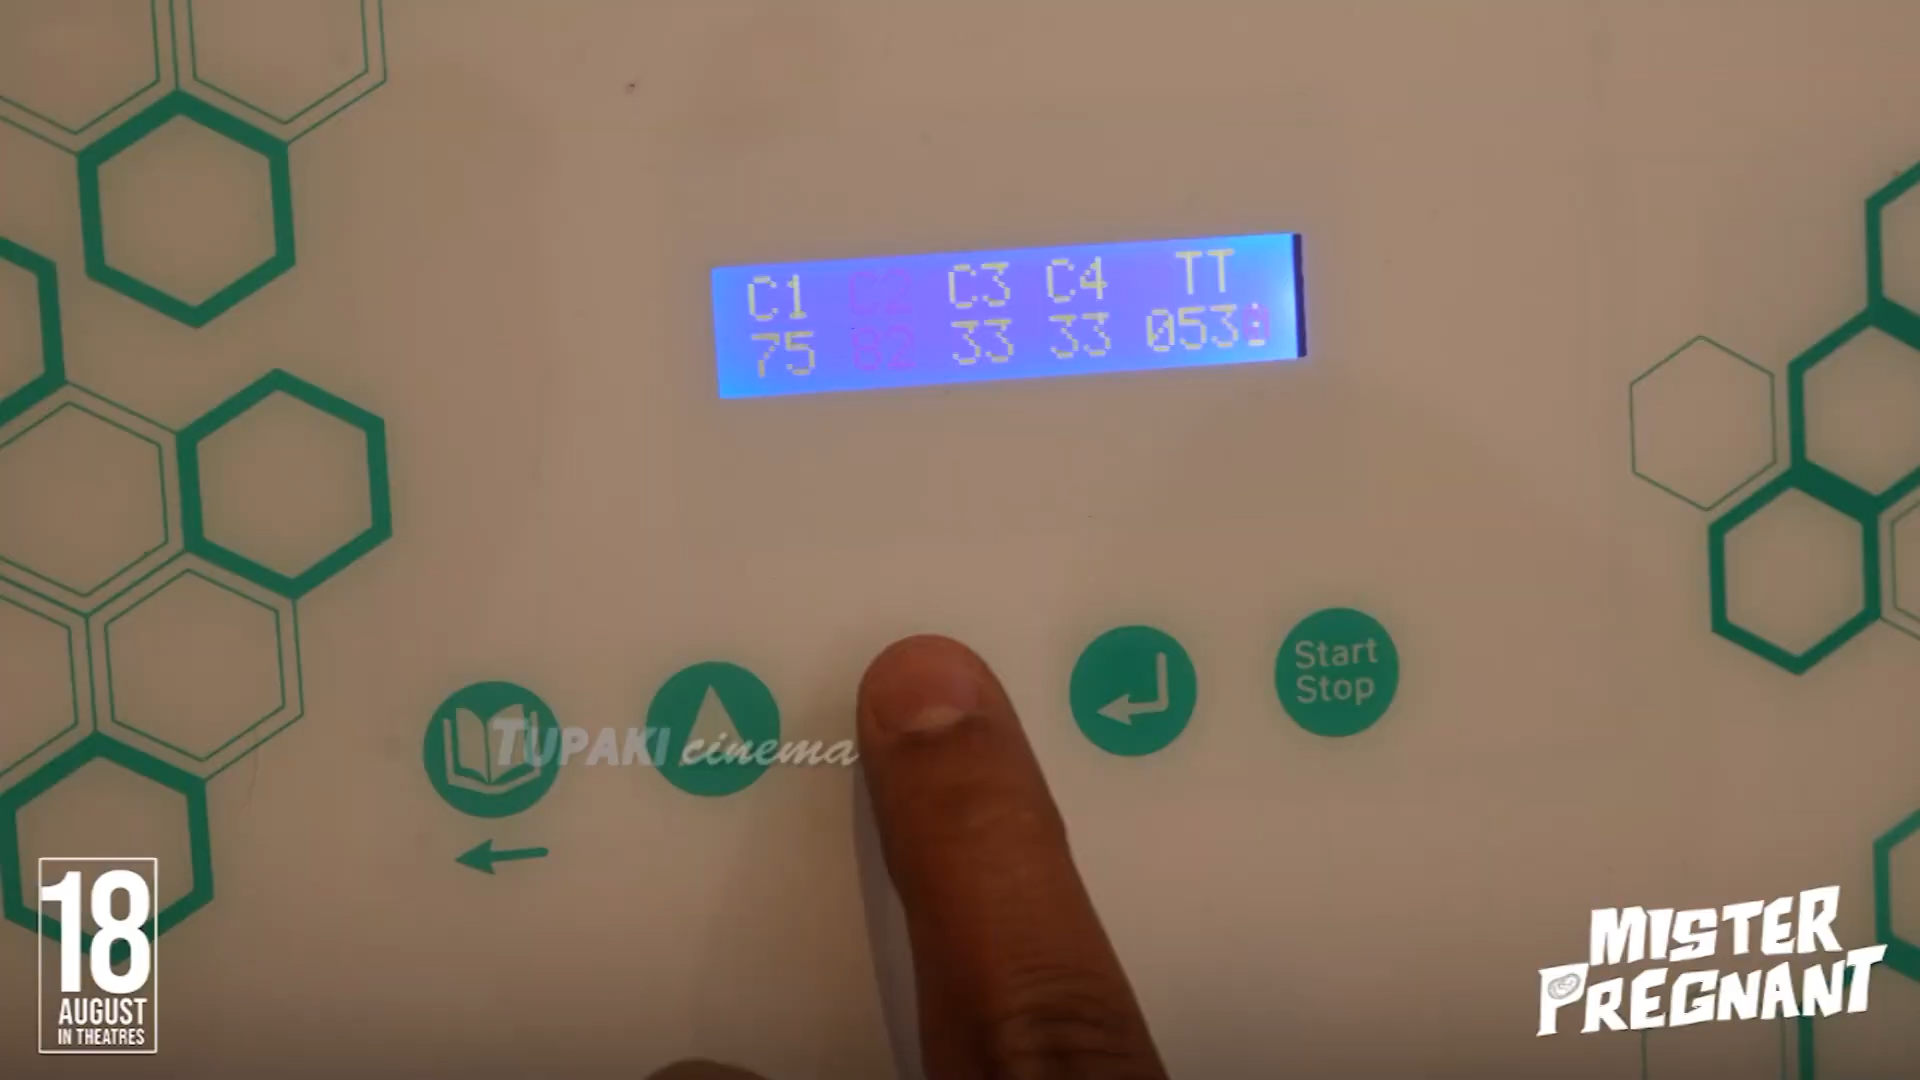 C1 C2 C3 C4 TT
75 82 33 33 053
Start
Stop
TUPAKI cinema
18
AUGUST
IN THEATRES
MISTER
PREGNANT